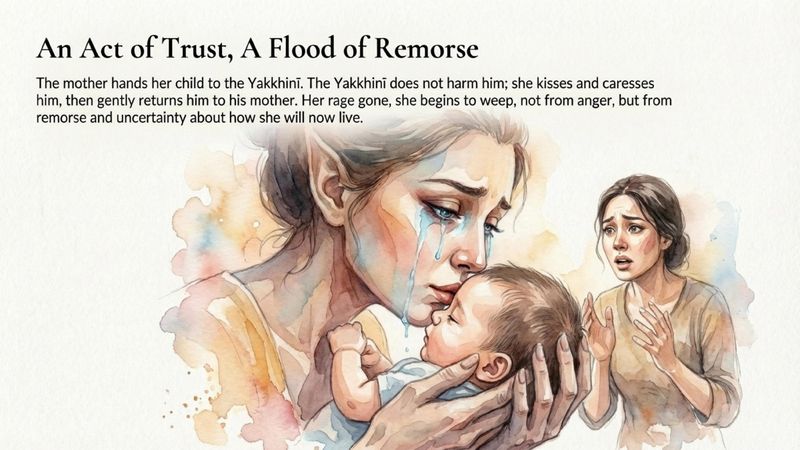 An Act of Trust, A Flood of Remorse
The mother hands her child to the Yakkhinī. The Yakkhinī does not harm him; she kisses and caresses
him, then gently returns him to his mother. Her rage gone, she begins to weep, not from anger, but from
remorse and uncertainty about how she will now live.